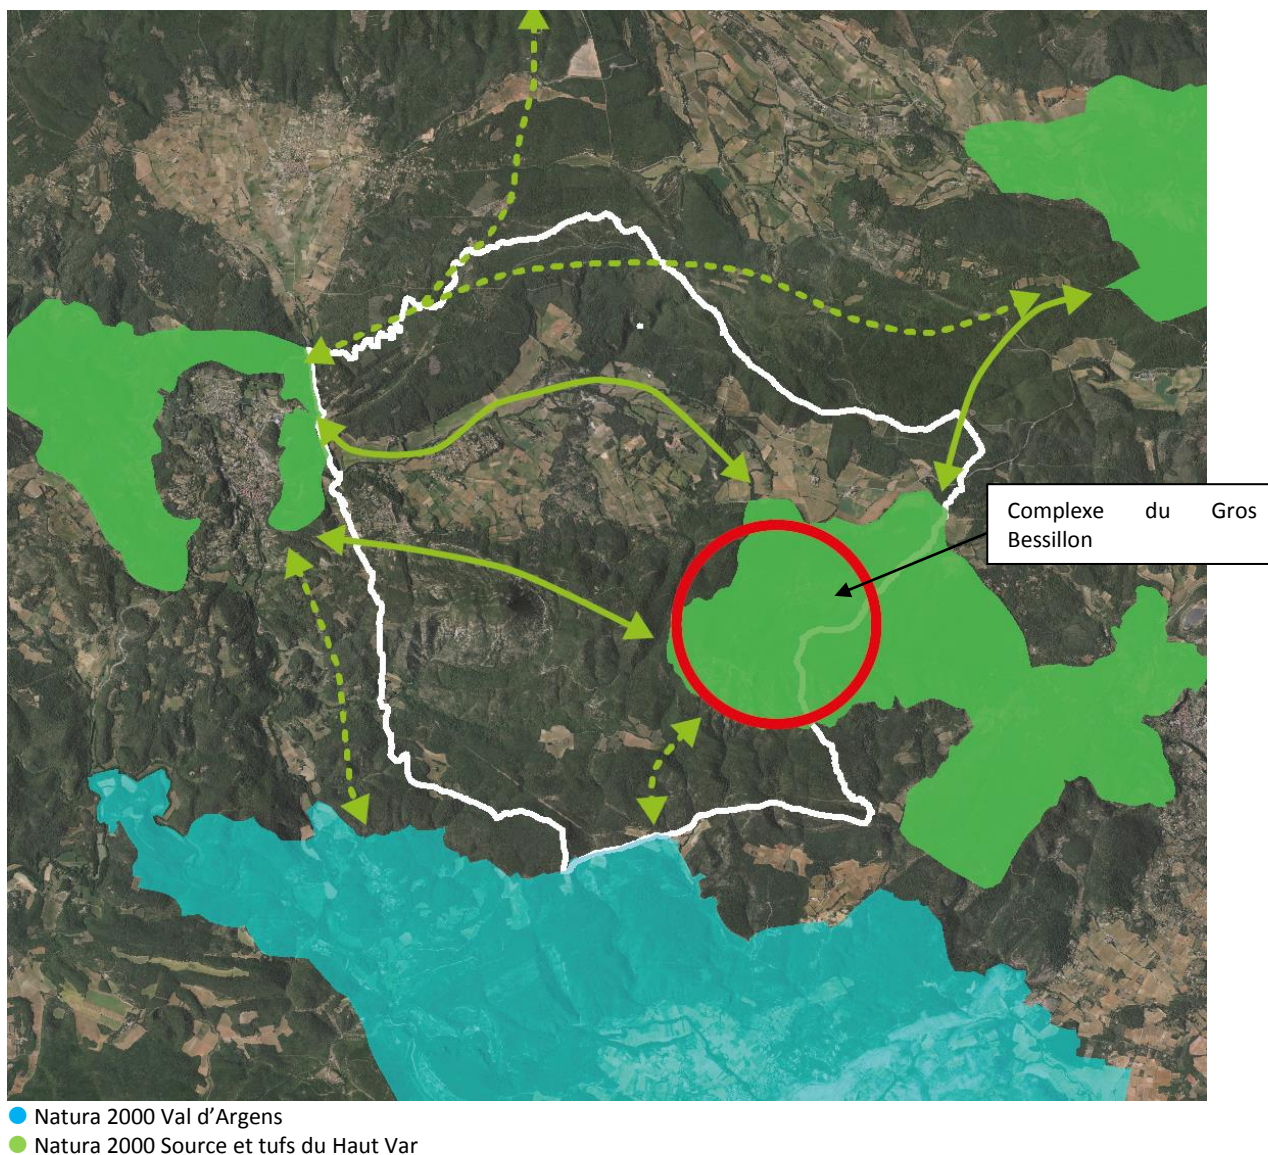 Complexe du Gros
Bessillon
Natura 2000 Val d’Argens
Natura 2000 Source et tufs du Haut Var